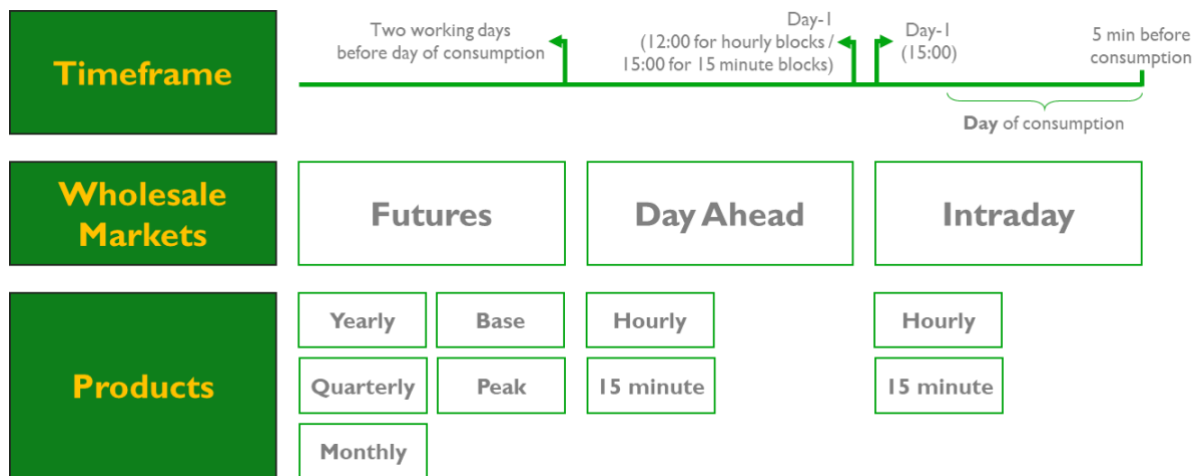 Timeframe
Two working days
before day of consumption
Day-1
(12:00 for hourly blocks /
15:00 for 15 minute blocks)
Day-1
(15:00)
5 min before
consumption
Day of consumption
Wholesale
Markets
Futures
Day Ahead
Intraday
Products
Yearly
Base
Hourly
Hourly
Quarterly
Peak
15 minute
15 minute
Monthly